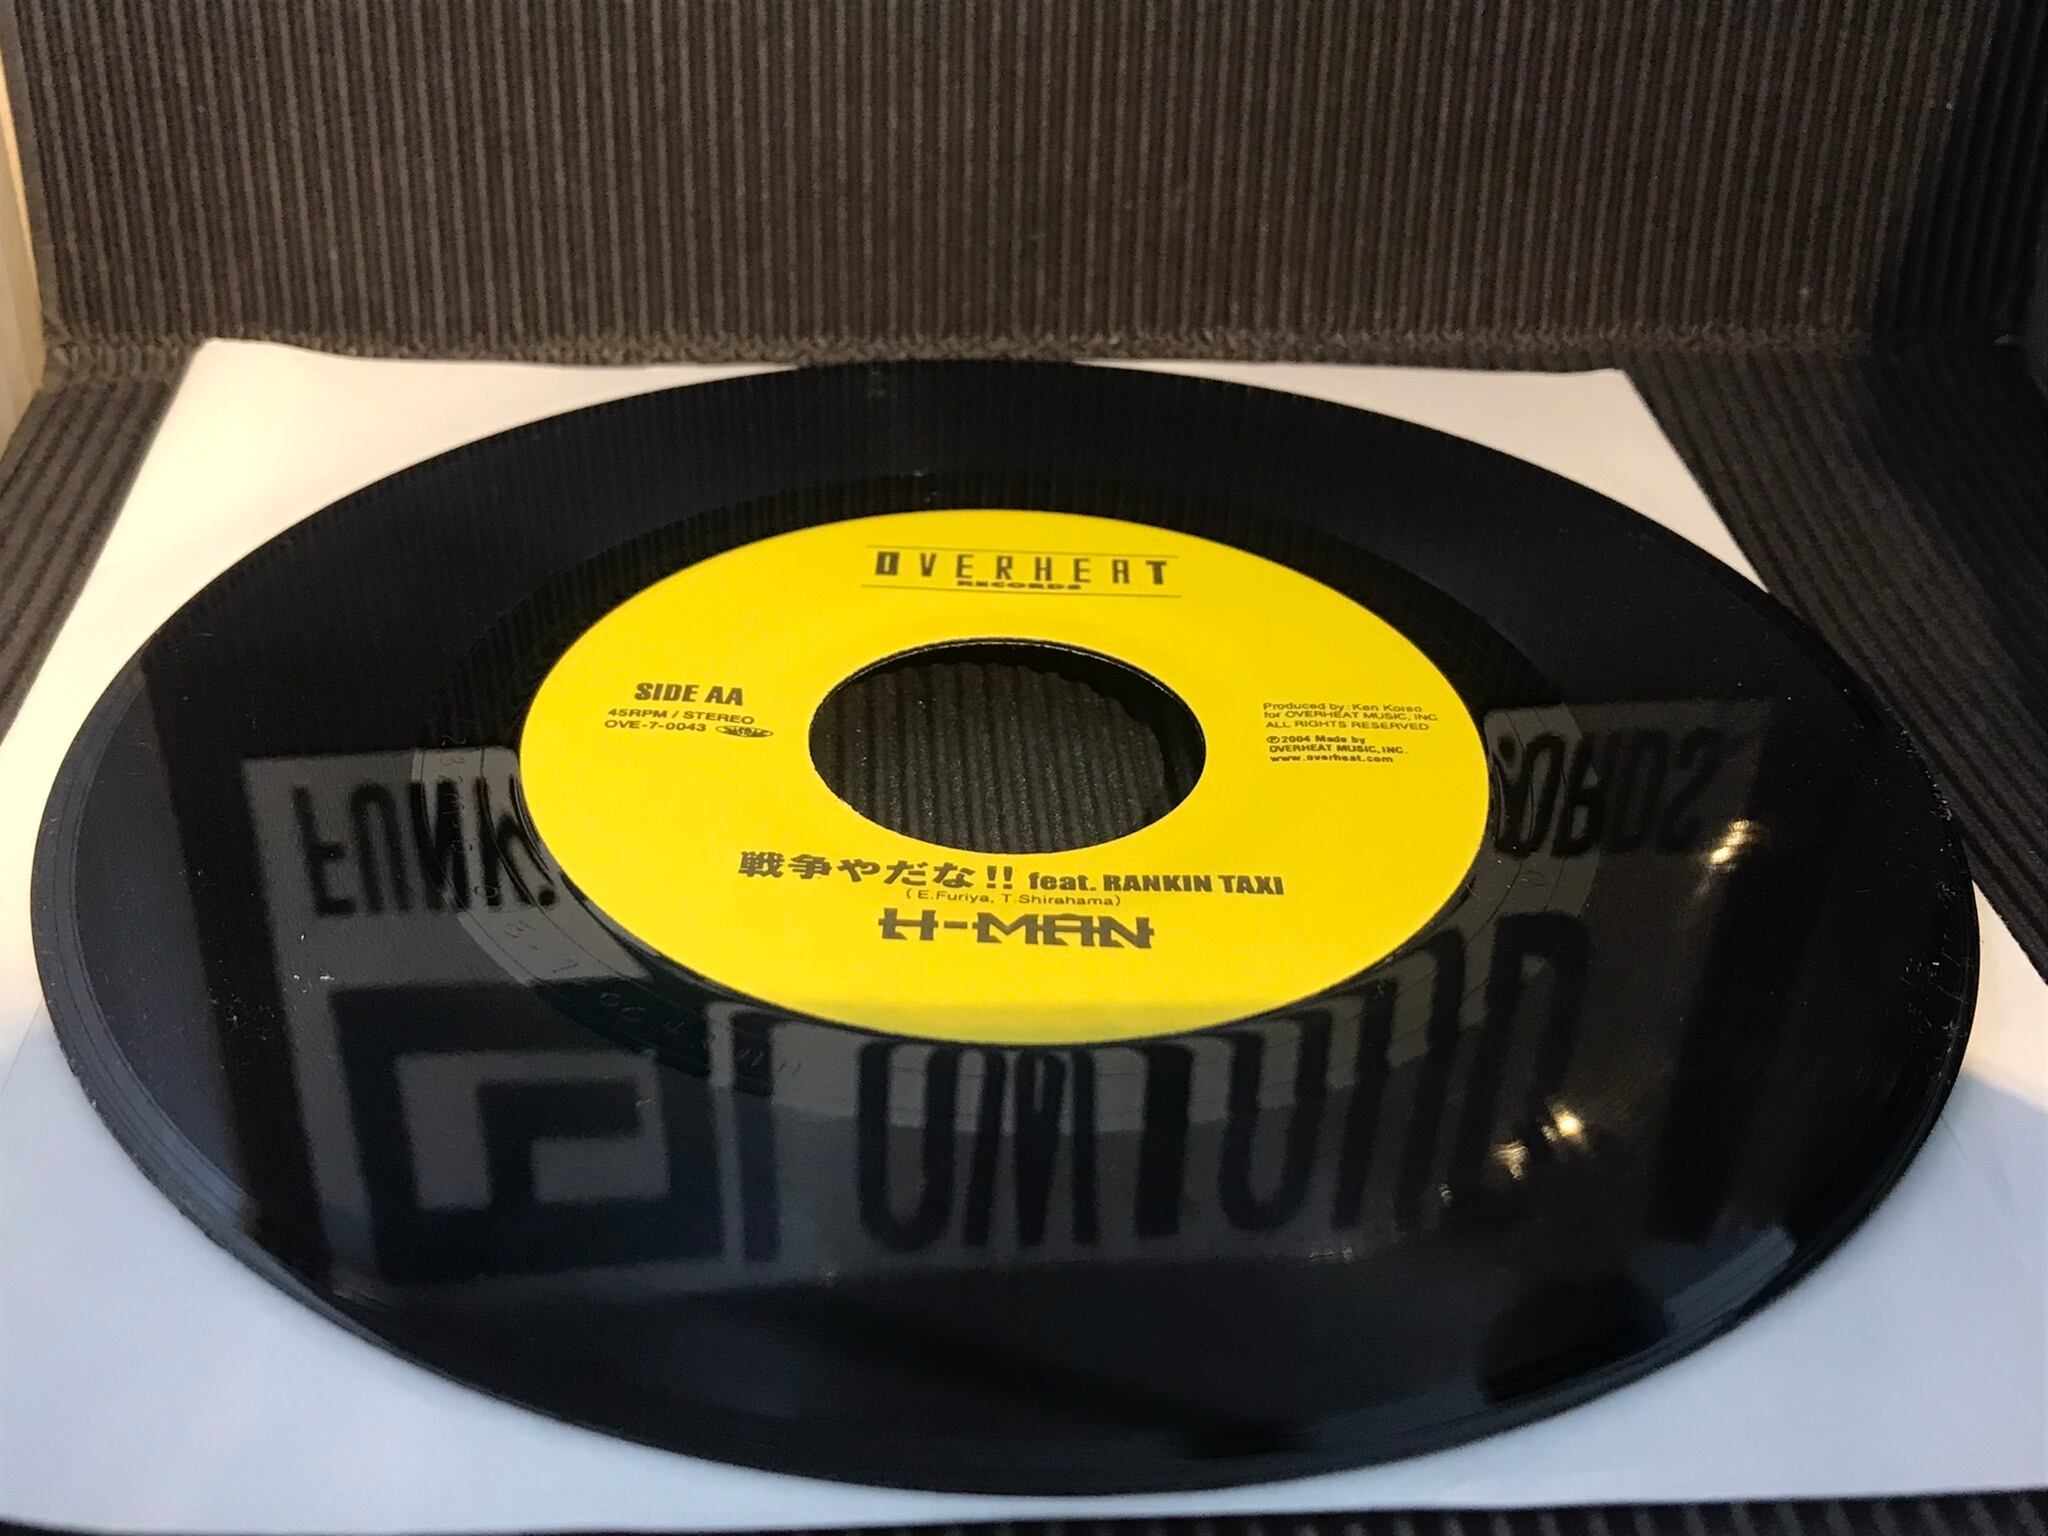 OVERHEAT
RECORDS
SIDE AA
45RPM / STEREO
OVE-7-0043
Produced by: Ken Koiso
for OVERHEAT MUSIC, INC
ALL RIGHTS RESERVED
Ⓟ2004 Made by
OVERHEAT MUSIC, INC.
www.overheat.com
戦争やだな!! feat. RANKIN TAXI
(E.Furiya, T.Shirahama)
H-MAN